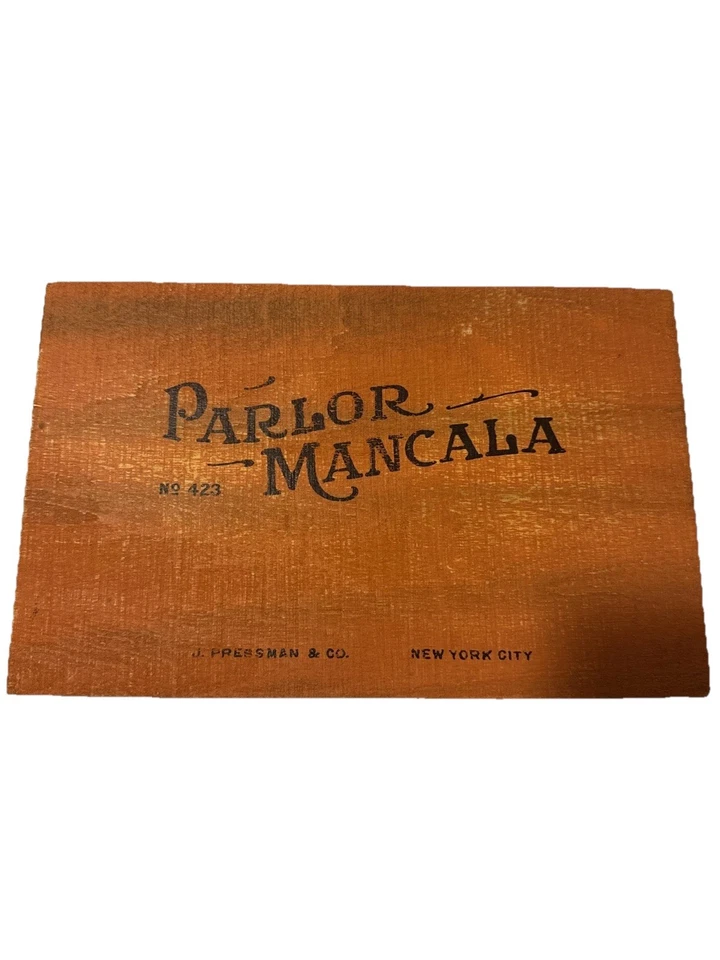 PARLOR
MANCALA
Nº 423
J. PRESSMAN & CO. NEW YORK CITY